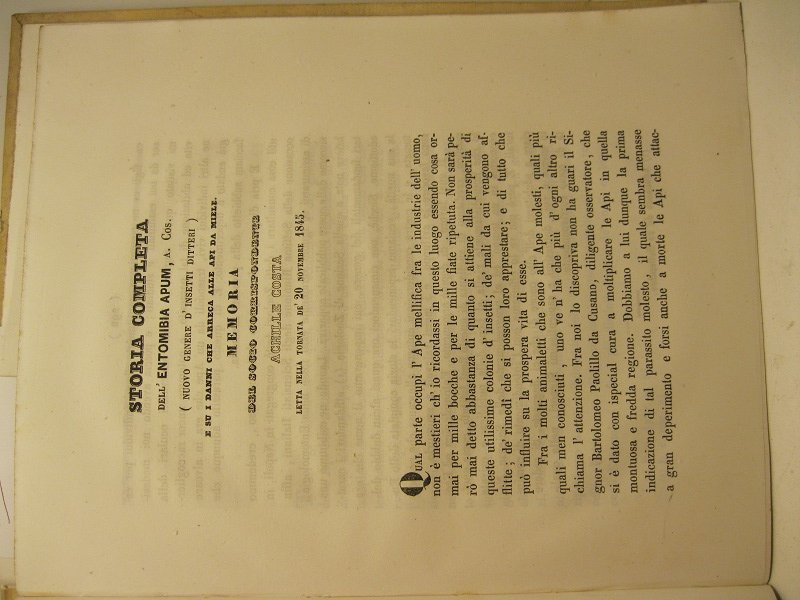 STORIA COMPLETA
DELL' ENTOMIBIA APUM, A. Cos.
( NUOVO GENERE D' INSETTI DITTERI )
E SU I DANNI CHE ARRECA ALLE API DA MIELE.
MEMORIA
DEL SOCIO CORRISPONDENTE
ACHILLE COSTA
LETTA NELLA TORNATA DE' 20 NOVEMBRE 1845.
QUAL parte occupi l' Ape mellifica fra le industrie dell' uomo,
non è mestieri ch' io ricordassi in questo luogo essendo cosa or-
mai per mille bocche e per le mille fiate ripetuta. Non sarà pe-
rò mai detto abbastanza di quanto si attiene alla prosperità di
queste utilissime colonie d' insetti; de' mali da cui vengono af-
flitte; de' rimedî che si posson loro apprestare; e di tutto che
può influire su la prospera vita di esse.
Fra i molti animaletti che sono all' Ape molesti, quali più
quali men conosciuti, uno ve n' ha che più d' ogni altro ri-
chiama l' attenzione. Fra noi lo discopriva non ha guari il Si-
guor Bartolomeo Paolillo da Cusano, diligente osservatore, che
si è dato con ispecial cura a moltiplicare le Api in quella
montuosa e fredda regione. Dobbiamo a lui dunque la prima
indicazione di tal parassito molesto, il quale sembra menasse
a gran deperimento e forsi anche a morte le Api che attac-